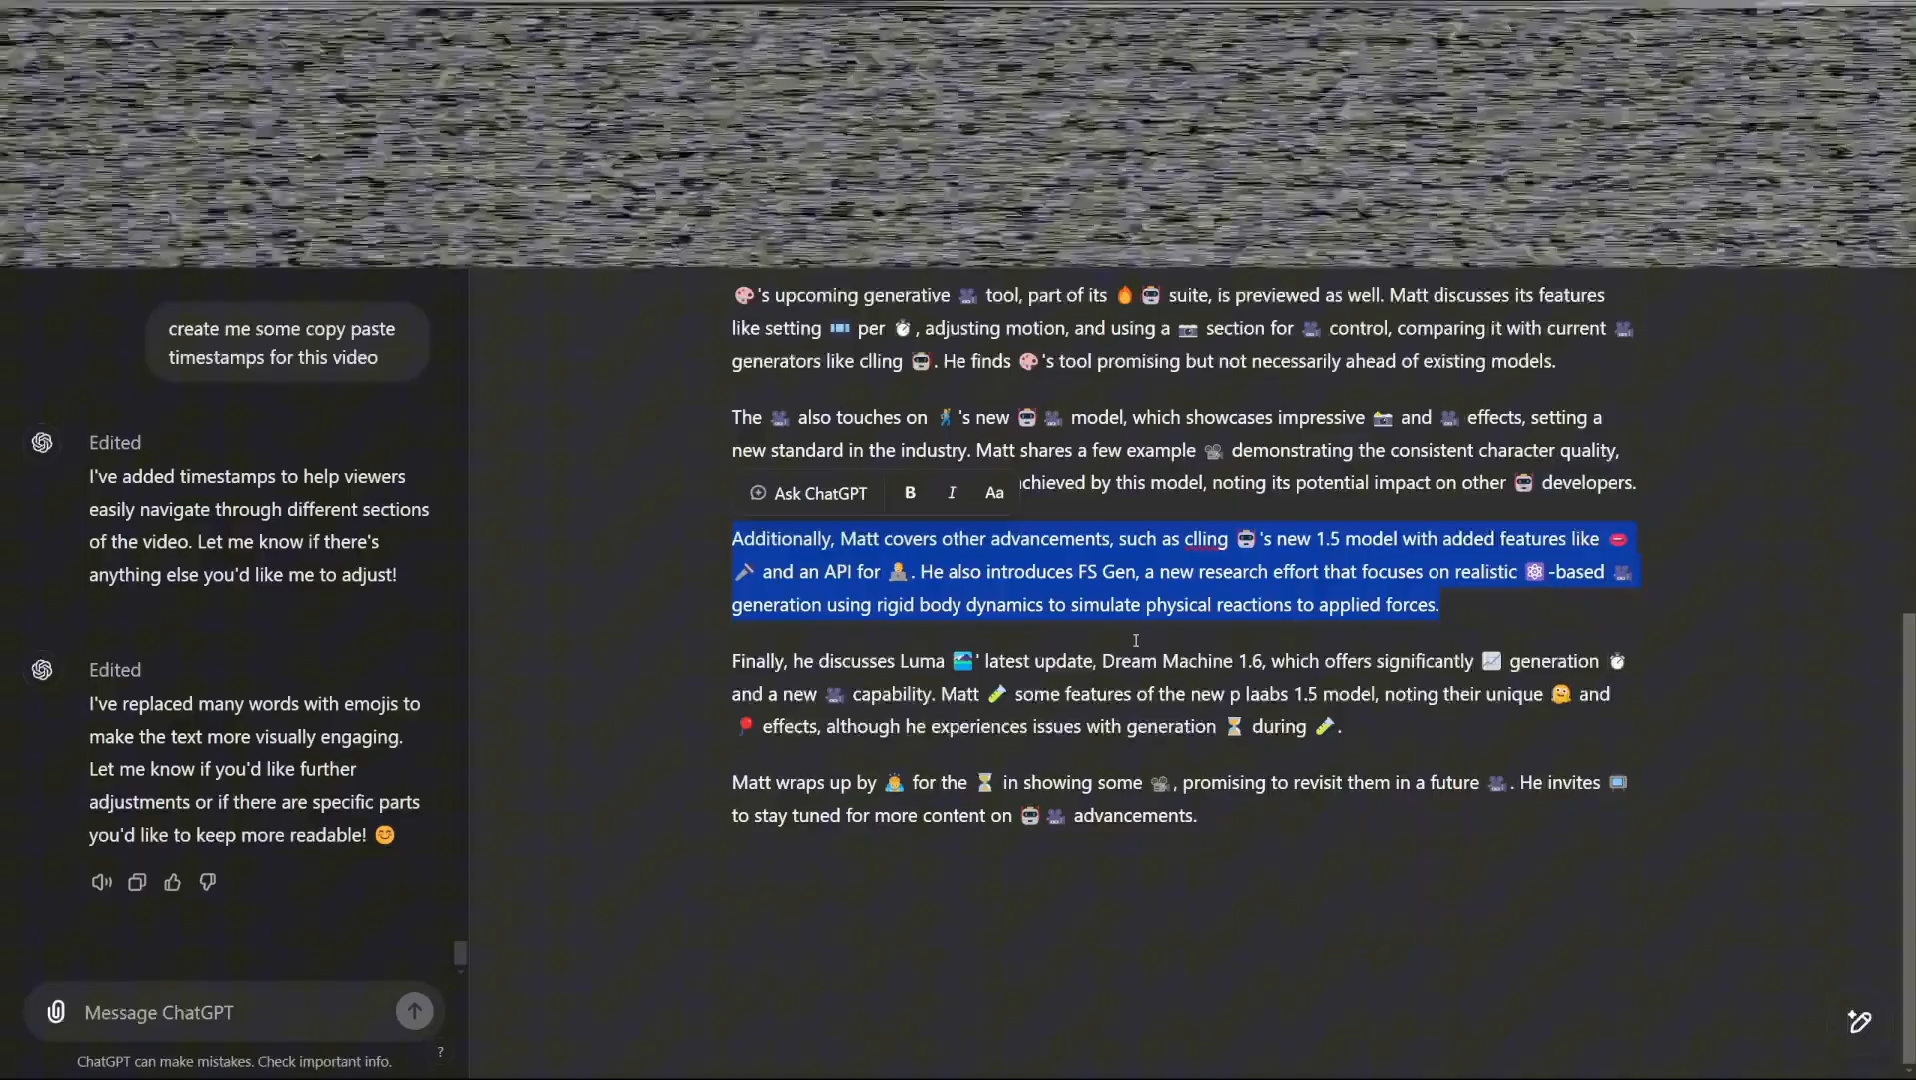 create me some copy paste
timestamps for this video
Edited
I've added timestamps to help viewers
easily navigate through different sections
of the video. Let me know if there's
anything else you'd like me to adjust!
Edited
I've replaced many words with emojis to
make the text more visually engaging.
Let me know if you'd like further
adjustments or if there are specific parts
you'd like to keep more readable! 😊
Message ChatGPT
ChatGPT can make mistakes. Check important info.
?
🎨's upcoming generative 🎥 tool, part of its 🔥 🤖 suite, is previewed as well. Matt discusses its features
like setting 🎞️ per ⏱️, adjusting motion, and using a 📷 section for 🎥 control, comparing it with current 🎥
generators like clling 🤖. He finds 🎨's tool promising but not necessarily ahead of existing models.
The 🎥 also touches on 🕺's new 🤖 🎥 model, which showcases impressive 📸 and 🎥 effects, setting a
new standard in the industry. Matt shares a few example 📽️ demonstrating the consistent character quality,
chieved by this model, noting its potential impact on other 🤖 developers.
Ask ChatGPT B I Aa
Additionally, Matt covers other advancements, such as clling 🤖's new 1.5 model with added features like 👄
🎤 and an API for 🧑‍💻. He also introduces FS Gen, a new research effort that focuses on realistic ⚛️-based 🎥
generation using rigid body dynamics to simulate physical reactions to applied forces.
Finally, he discusses Luma 🌌' latest update, Dream Machine 1.6, which offers significantly 📈 generation ⏱️
and a new 🎥 capability. Matt 🧪 some features of the new p laabs 1.5 model, noting their unique 🤗 and
🎈 effects, although he experiences issues with generation ⏳ during 🧪.
Matt wraps up by 🙇 for the ⏳ in showing some 📽️, promising to revisit them in a future 🎥. He invites 📺
to stay tuned for more content on 🤖 🎥 advancements.